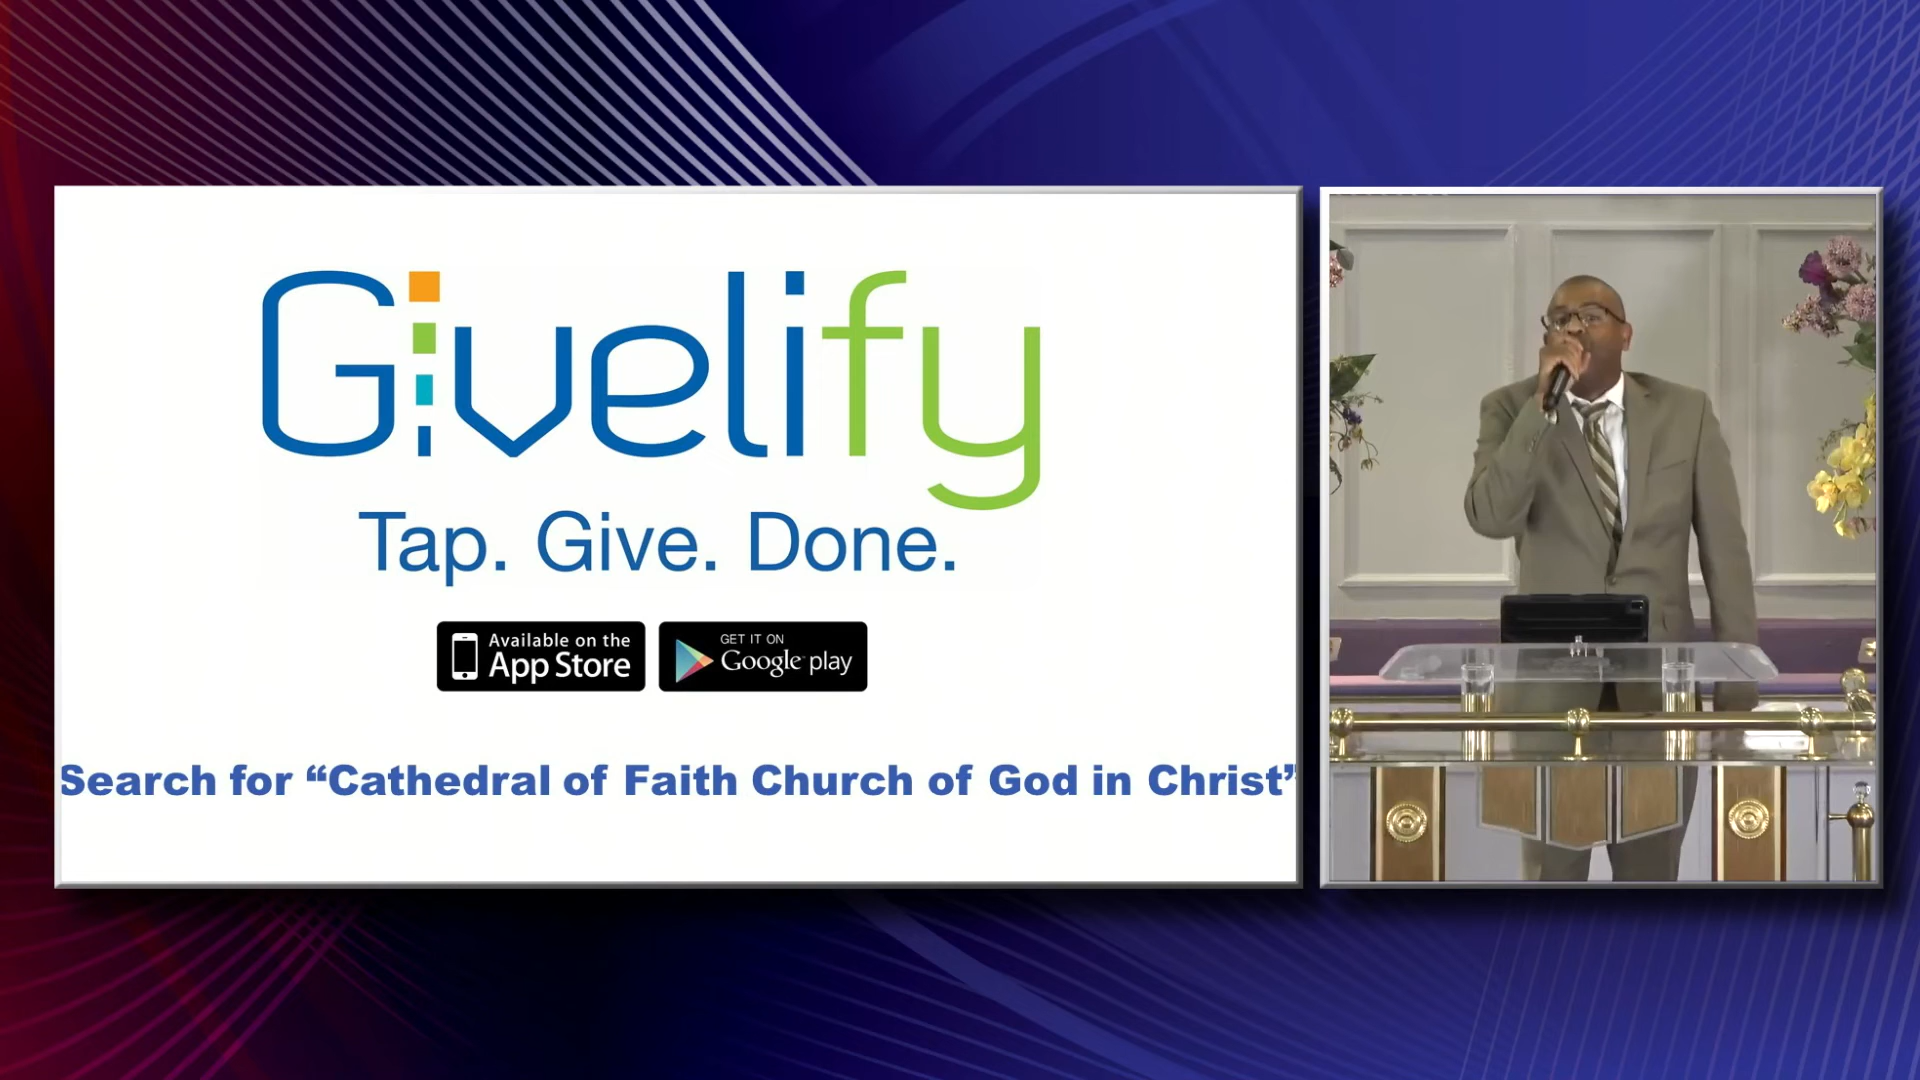 Givelify
Tap. Give. Done.
Available on the
App Store
GET IT ON
Google play
Search for “Cathedral of Faith Church of God in Christ”